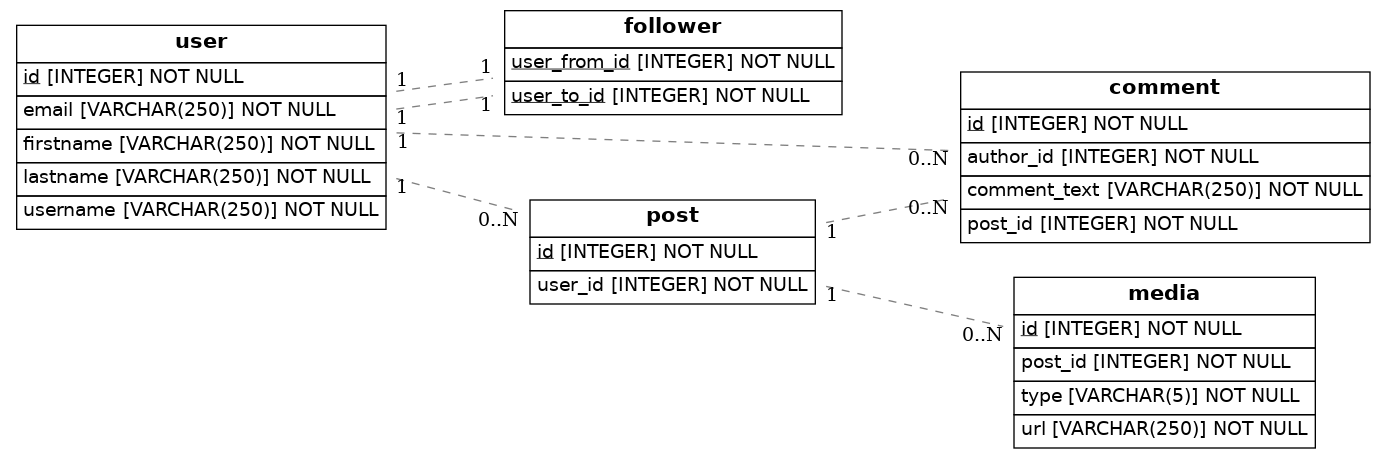 user
id [INTEGER] NOT NULL
email [VARCHAR(250)] NOT NULL
firstname [VARCHAR(250)] NOT NULL
lastname [VARCHAR(250)] NOT NULL
username [VARCHAR(250)] NOT NULL
1
1
1
1
1
1
0..N
follower
user_from_id [INTEGER] NOT NULL
user_to_id [INTEGER] NOT NULL
post
id [INTEGER] NOT NULL
user_id [INTEGER] NOT NULL
1
1
0..N
0..N
0..N
comment
id [INTEGER] NOT NULL
author_id [INTEGER] NOT NULL
comment_text [VARCHAR(250)] NOT NULL
post_id [INTEGER] NOT NULL
media
id [INTEGER] NOT NULL
post_id [INTEGER] NOT NULL
type [VARCHAR(5)] NOT NULL
url [VARCHAR(250)] NOT NULL